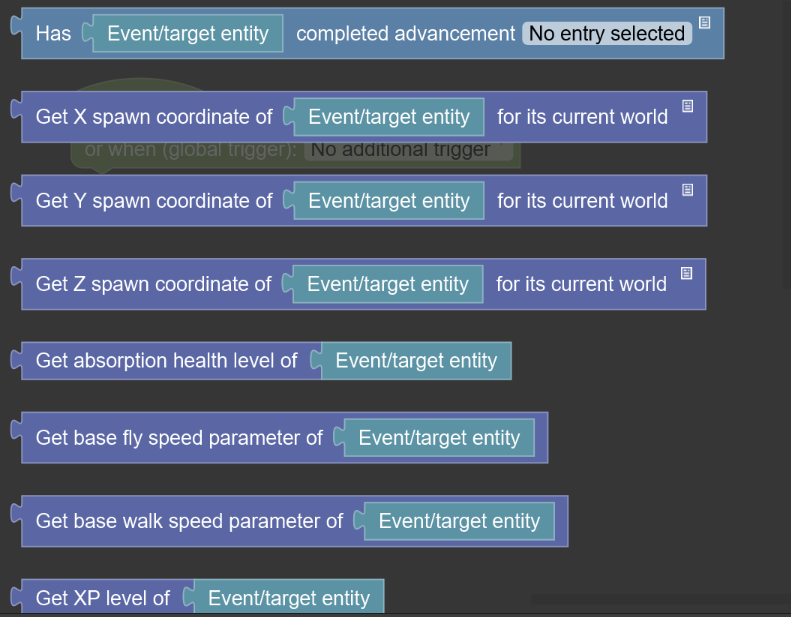 Has Event/target entity completed advancement No entry selected
Get X spawn coordinate of Event/target entity for its current world
or when (global trigger): No additional trigger
Get Y spawn coordinate of Event/target entity for its current world
Get Z spawn coordinate of Event/target entity for its current world
Get absorption health level of Event/target entity
Get base fly speed parameter of Event/target entity
Get base walk speed parameter of Event/target entity
Get XP level of Event/target entity